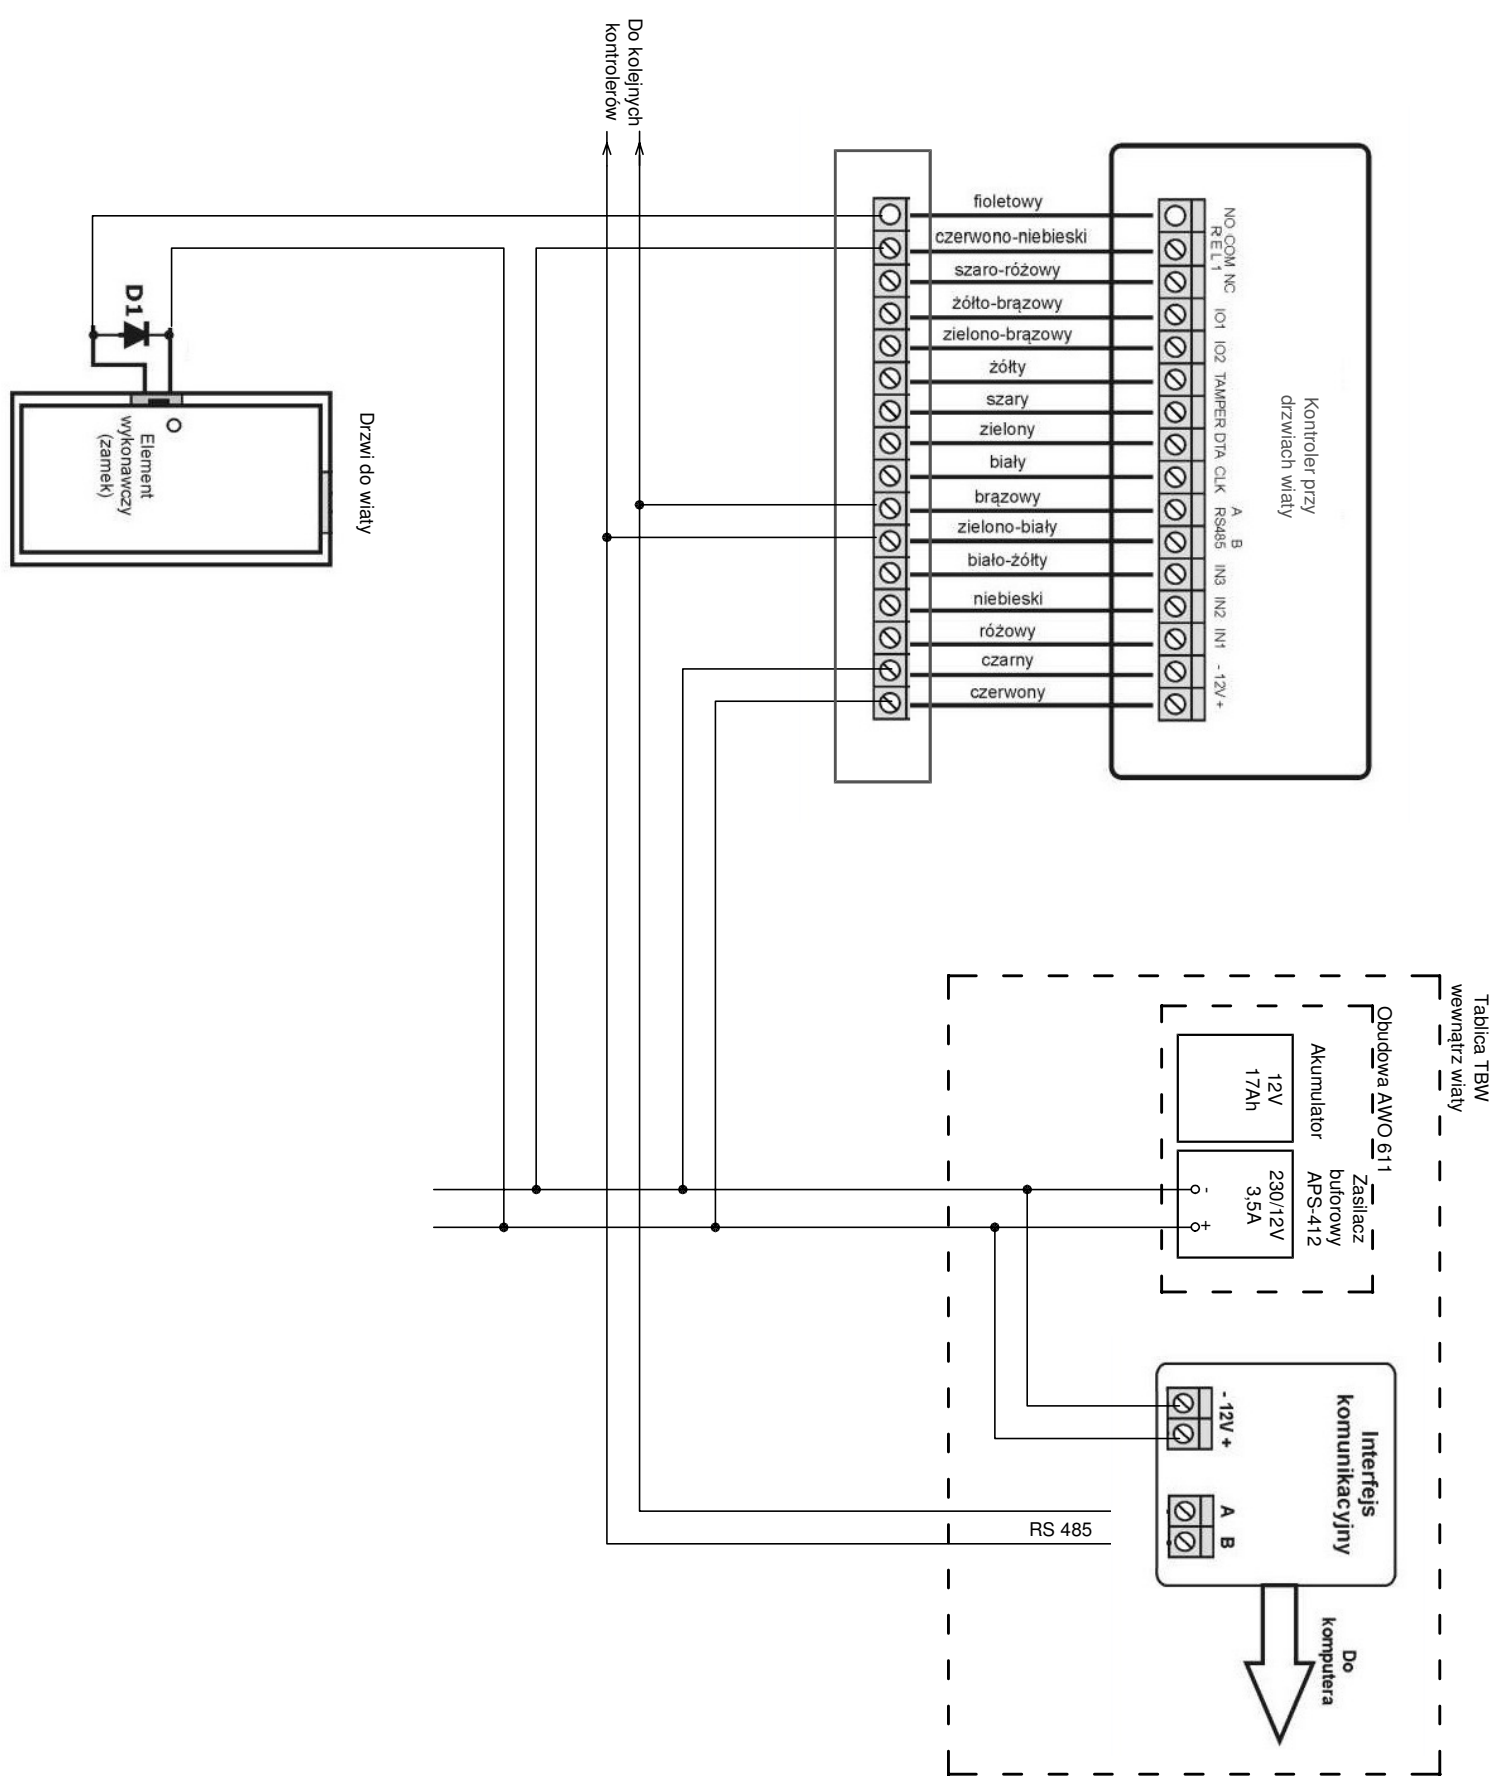 Do kolejnych
kontrolerów
fioletowy
czerwono-niebieski
szaro-różowy
żółto-brązowy
zielono-brązowy
żółty
szary
zielony
biały
brązowy
zielono-biały
biało-żółty
niebieski
różowy
czarny
czerwony
NO COM NC
REL1
IO1
IO2
TAMPER
DTA
CLK
A B
RS485
IN3
IN2
IN1
- 12V +
Kontroler przy
drzwiach wiaty
D1
Drzwi do wiaty
Element
wykonawczy
(zamek)
Tablica TBW
wewnątrz wiaty
Obudowa AWO 611
Akumulator
12V
17Ah
Zasilacz
buforowy
APS-412
230/12V
3,5A
-
+
Interfejs
komunikacyjny
- 12V +
A B
RS 485
Do
komputera